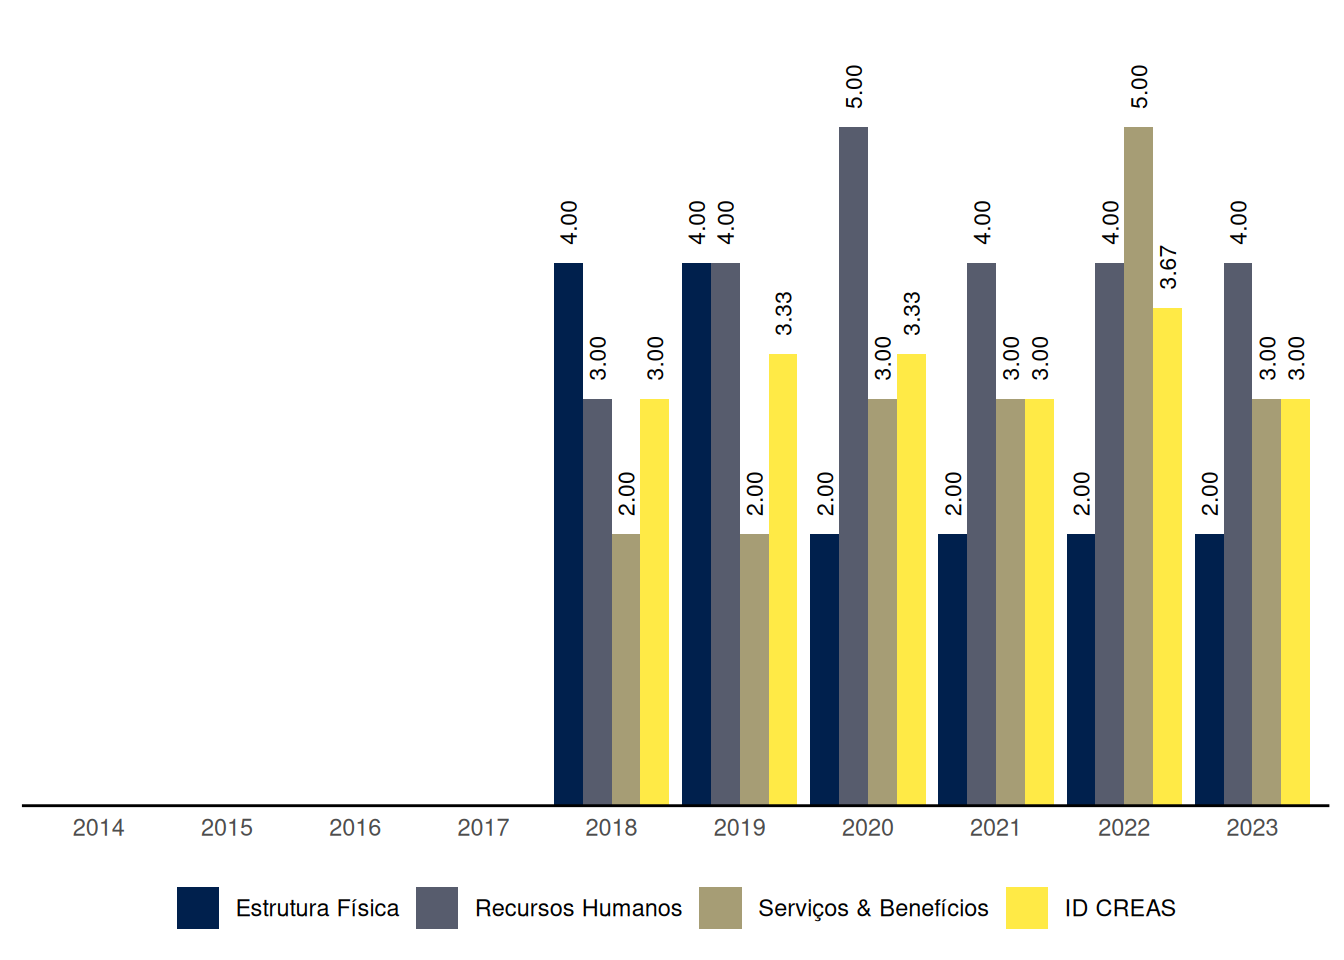 5.00 5.00
4.00 4.00 4.00 4.00 4.00 4.00
3.67
3.33 3.33
3.00 3.00 3.00 3.00 3.00 3.00 3.00
2.00 2.00 2.00 2.00 2.00 2.00
2014 2015 2016 2017 2018 2019 2020 2021 2022 2023
Estrutura Física Recursos Humanos Serviços & Benefícios ID CREAS